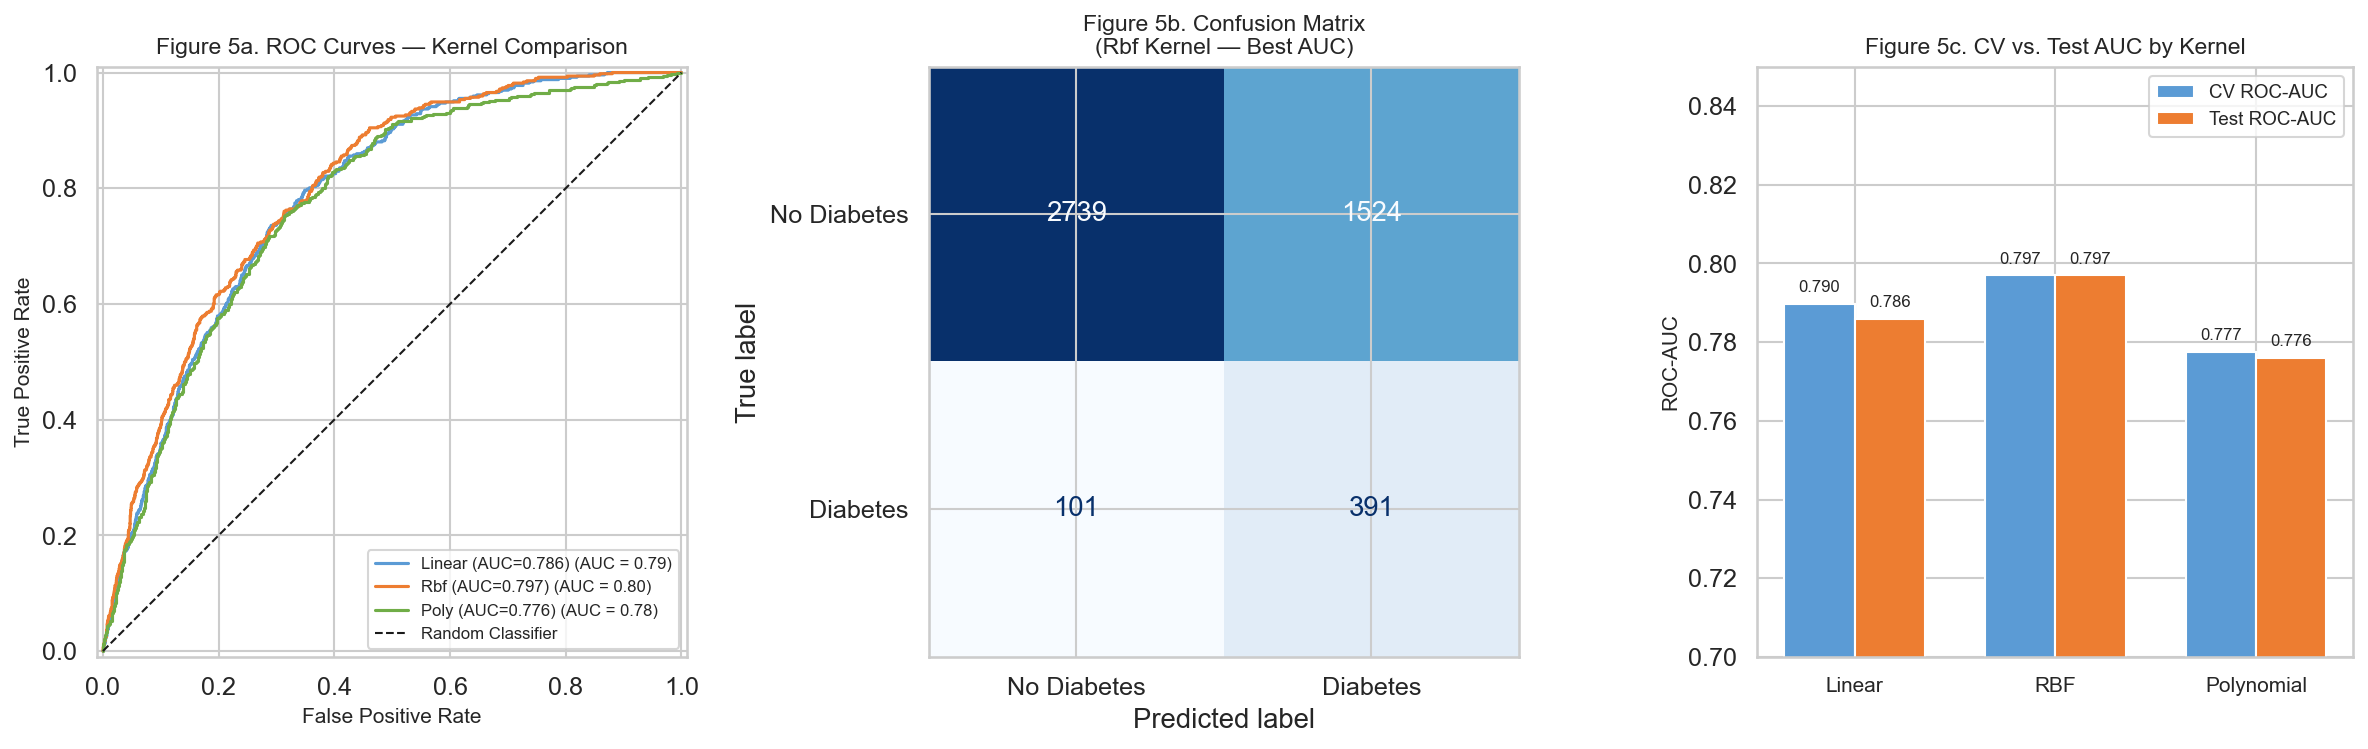 Figure 5a. ROC Curves — Kernel Comparison
True Positive Rate
1.0
0.8
0.6
0.4
0.2
0.0
0.0 0.2 0.4 0.6 0.8 1.0
False Positive Rate
Linear (AUC=0.786) (AUC = 0.79)
Rbf (AUC=0.797) (AUC = 0.80)
Poly (AUC=0.776) (AUC = 0.78)
Random Classifier
Figure 5b. Confusion Matrix
(Rbf Kernel — Best AUC)
True label
No Diabetes
2739 1524
Diabetes
101 391
No Diabetes Diabetes
Predicted label
Figure 5c. CV vs. Test AUC by Kernel
CV ROC-AUC
Test ROC-AUC
ROC-AUC
0.84
0.82
0.80
0.78
0.76
0.74
0.72
0.70
0.790 0.786 0.797 0.797 0.777 0.776
Linear RBF Polynomial